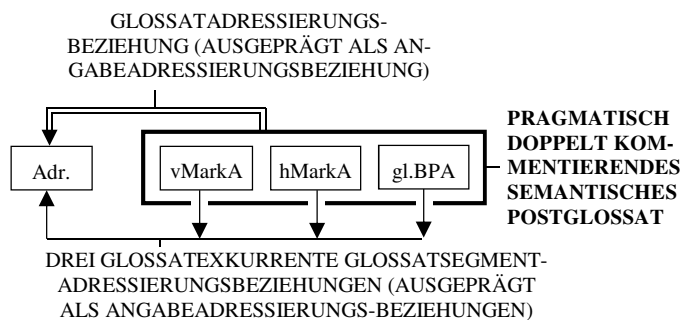 GLOSSATADRESSIERUNGS-
BEZIEHUNG (AUSGEPRÄGT ALS AN-
GABEADRESSIERUNGSBEZIEHUNG)
Adr.
vMarkA
hMarkA
gl.BPA
PRAGMATISCH
DOPPELT KOM-
MENTIERENDES
SEMANTISCHES
POSTGLOSSAT
DREI GLOSSATEXKURRENTE GLOSSATSEGMENT-
ADRESSIERUNGSBEZIEHUNGEN (AUSGEPRÄGT
ALS ANGABEADRESSIERUNGS-BEZIEHUNGEN)